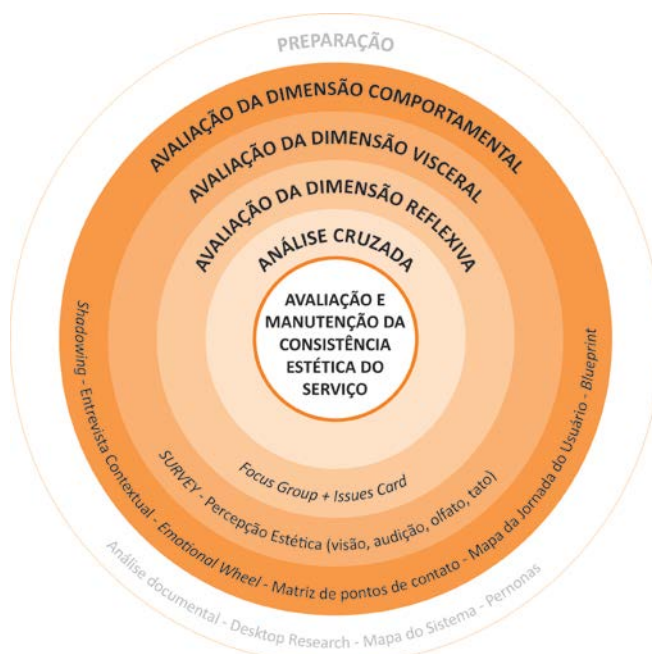 PREPARAÇÃO
AVALIAÇÃO DA DIMENSÃO COMPORTAMENTAL
AVALIAÇÃO DA DIMENSÃO VISCERAL
AVALIAÇÃO DA DIMENSÃO REFLEXIVA
ANÁLISE CRUZADA
AVALIAÇÃO E
MANUTENÇÃO DA
CONSISTÊNCIA
ESTÉTICA DO
SERVIÇO
Focus Group + Issues Card
SURVEY - Percepção Estética (visão, audição, olfato, tato)
Shadowing - Entrevista Contextual - Emotional Wheel - Matriz de pontos de contato - Mapa da Jornada do Usuário - Blueprint
Análise documental - Desktop Research - Mapa do Sistema - Pernonas